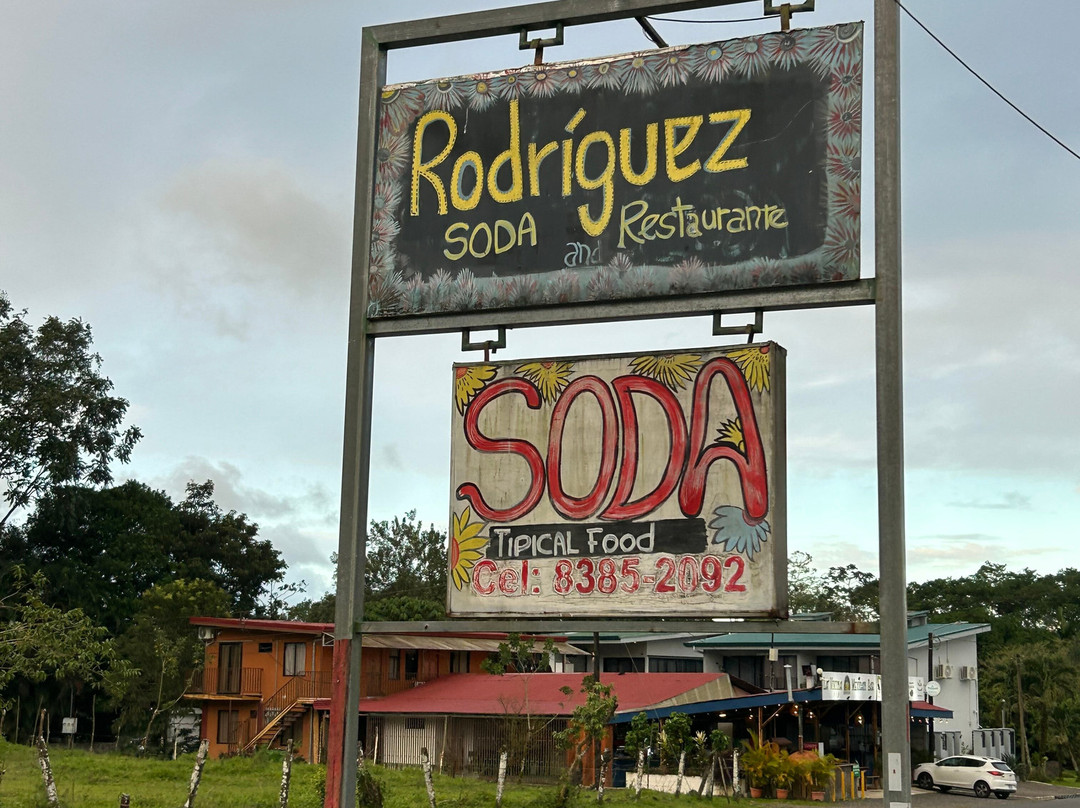 Rodríguez
SODA and Restaurante
SODA
TIPICAL FOOD
Cel: 8385-2092